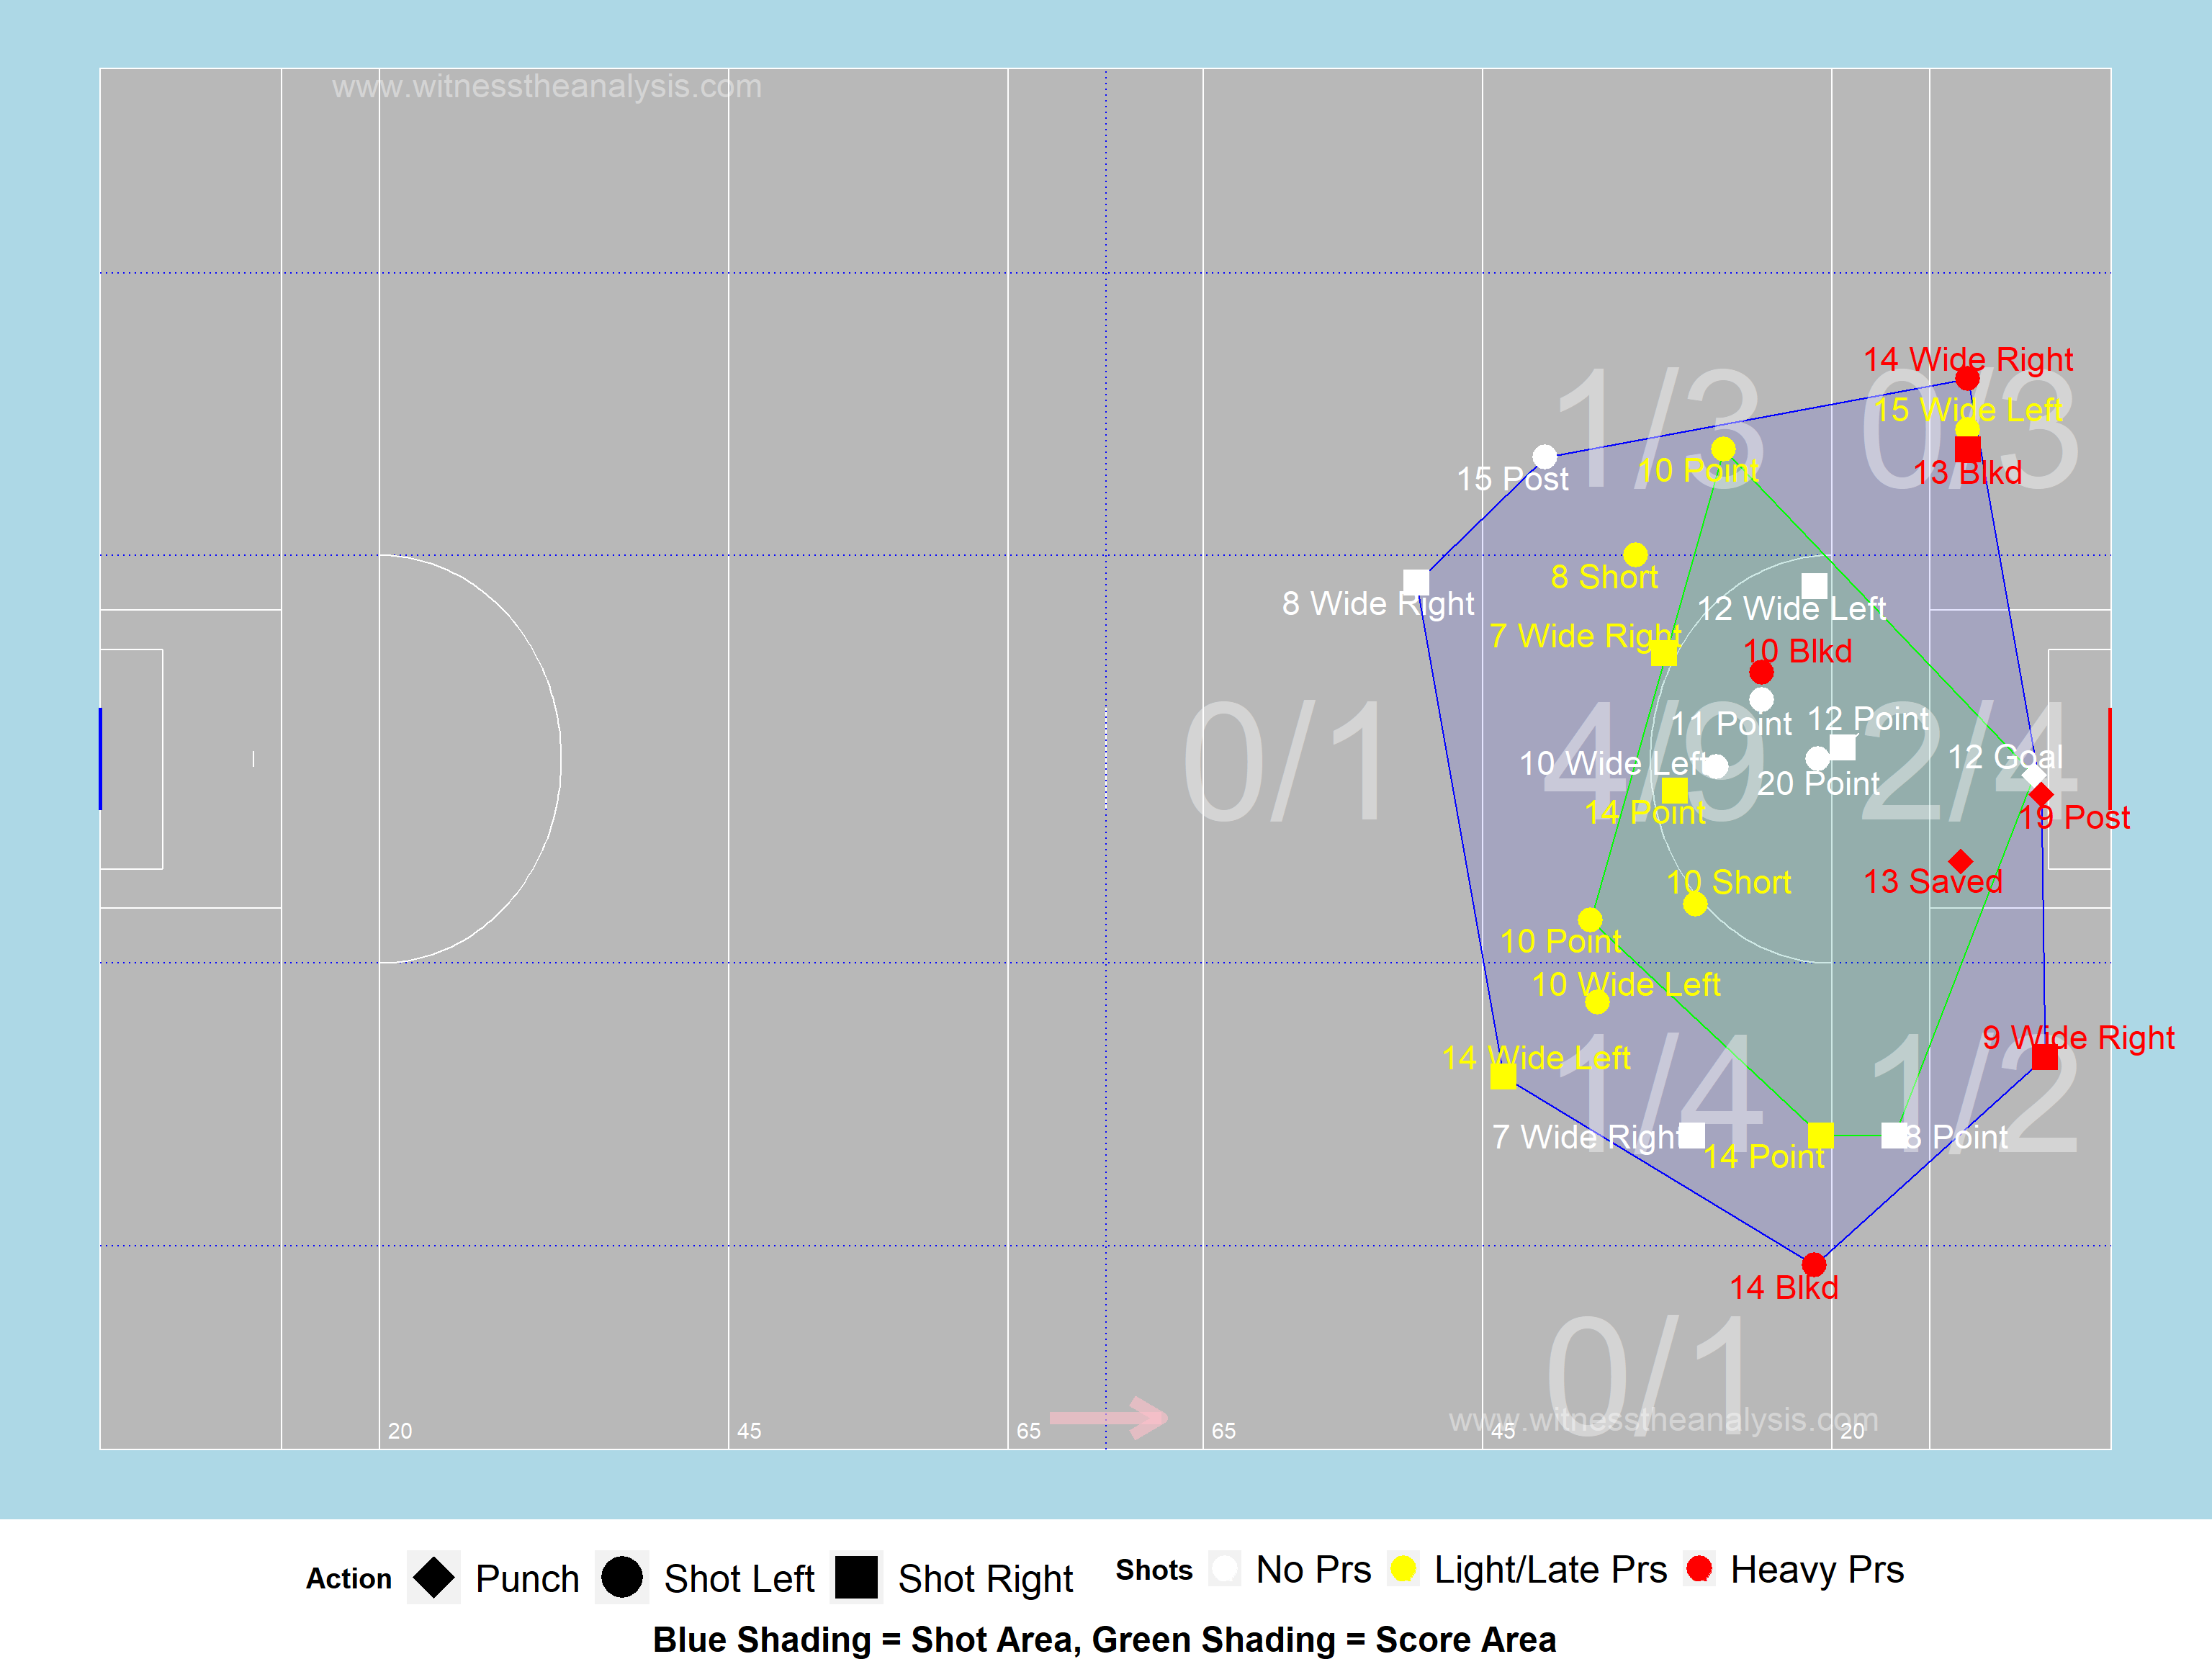 www.witnesstheanalysis.com
14 Wide Right
1/3
0/3
15 Wide Left
15 Post
10 Point
13 Blkd
8 Short
8 Wide Right
12 Wide Left
7 Wide Right
10 Blkd
11 Point
12 Point
0/1
4/9
2/4
10 Wide Left
12 Goal
20 Point
14 Point
19 Post
10 Short
13 Saved
10 Point
10 Wide Left
9 Wide Right
14 Wide Left
1/4
1/2
7 Wide Right
14 Point
8 Point
14 Blkd
0/1
www.witnesstheanalysis.com
20 45 65 65 45 20
Action Punch Shot Left Shot Right Shots No Prs Light/Late Prs Heavy Prs
Blue Shading = Shot Area, Green Shading = Score Area